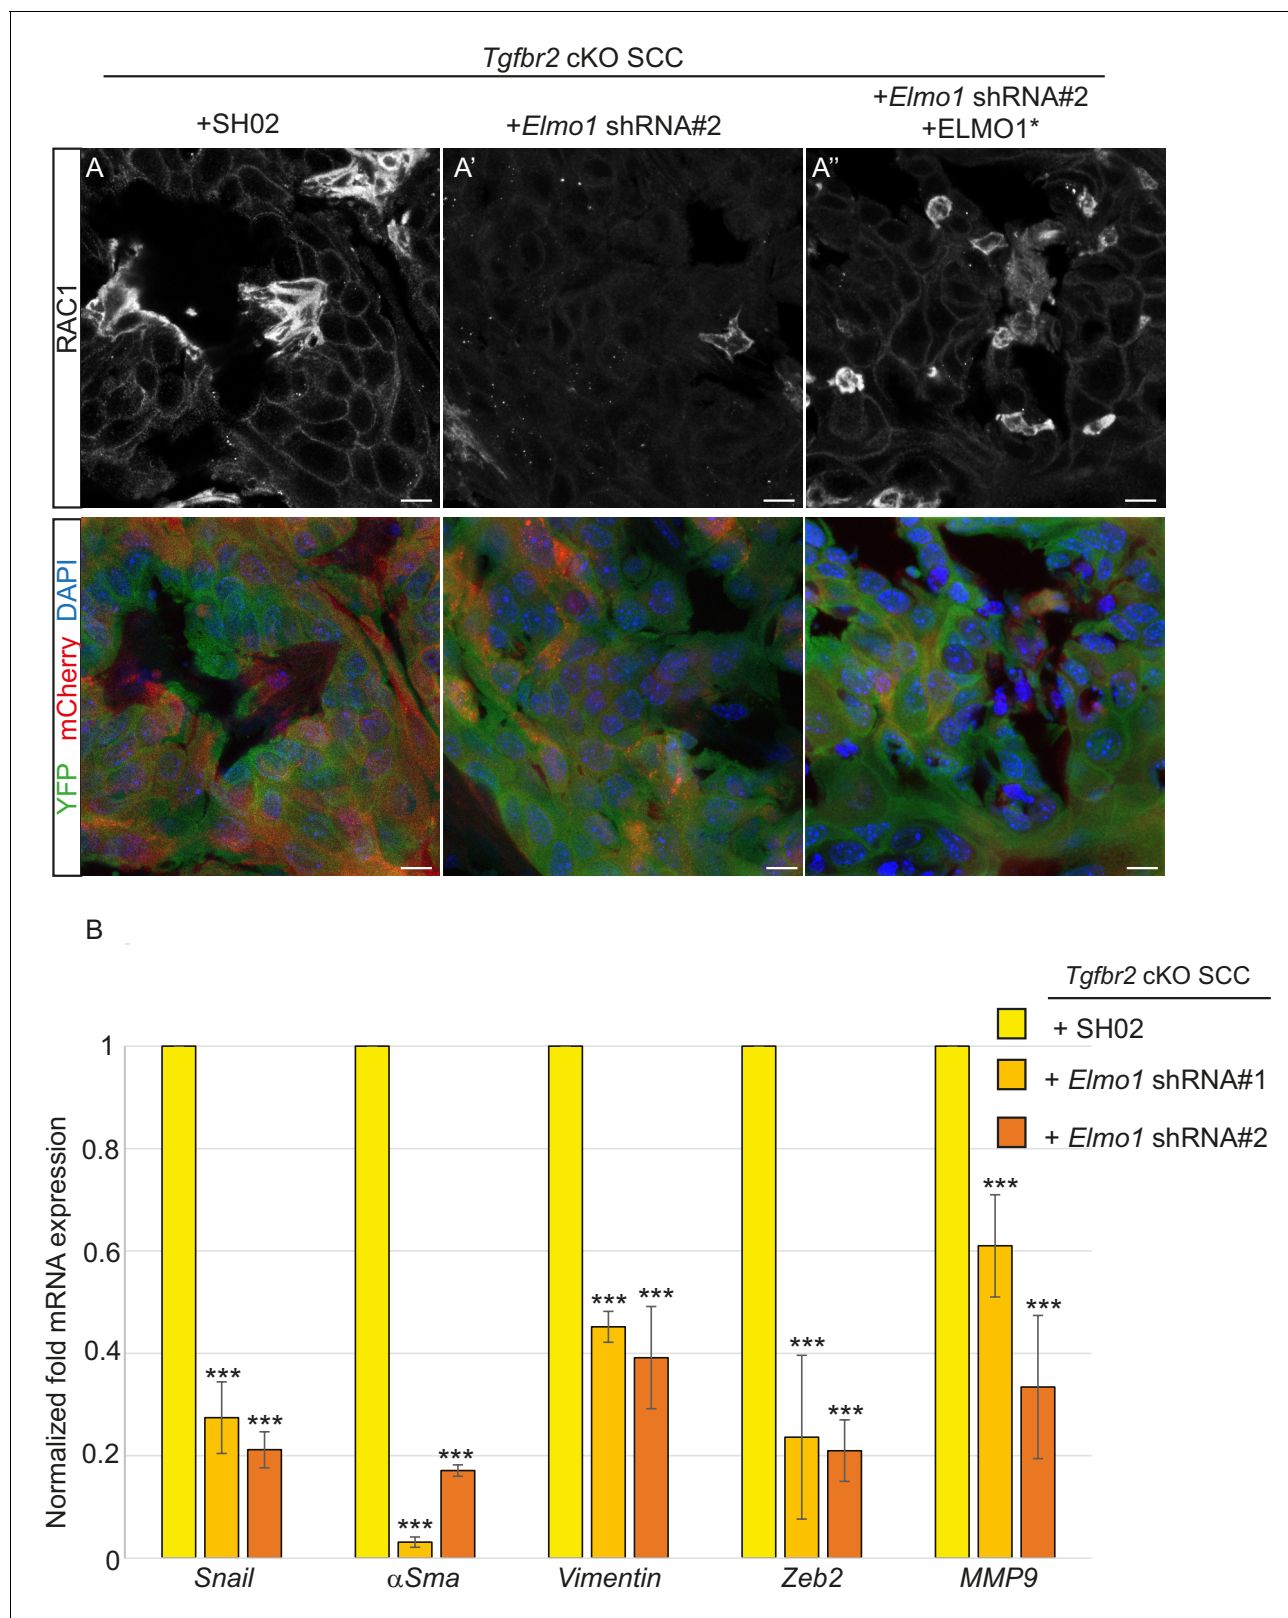 Tgfbr2 cKO SCC
+SH02
+Elmo1 shRNA#2
+Elmo1 shRNA#2
+ELMO1*
RAC1
A
A'
A''
YFP mCherry DAPI
B
Tgfbr2 cKO SCC
+ SH02
+ Elmo1 shRNA#1
+ Elmo1 shRNA#2
Normalized fold mRNA expression
1
0.8
0.6
0.4
0.2
0
***
***
***
***
***
***
***
***
***
***
Snail
αSma
Vimentin
Zeb2
MMP9